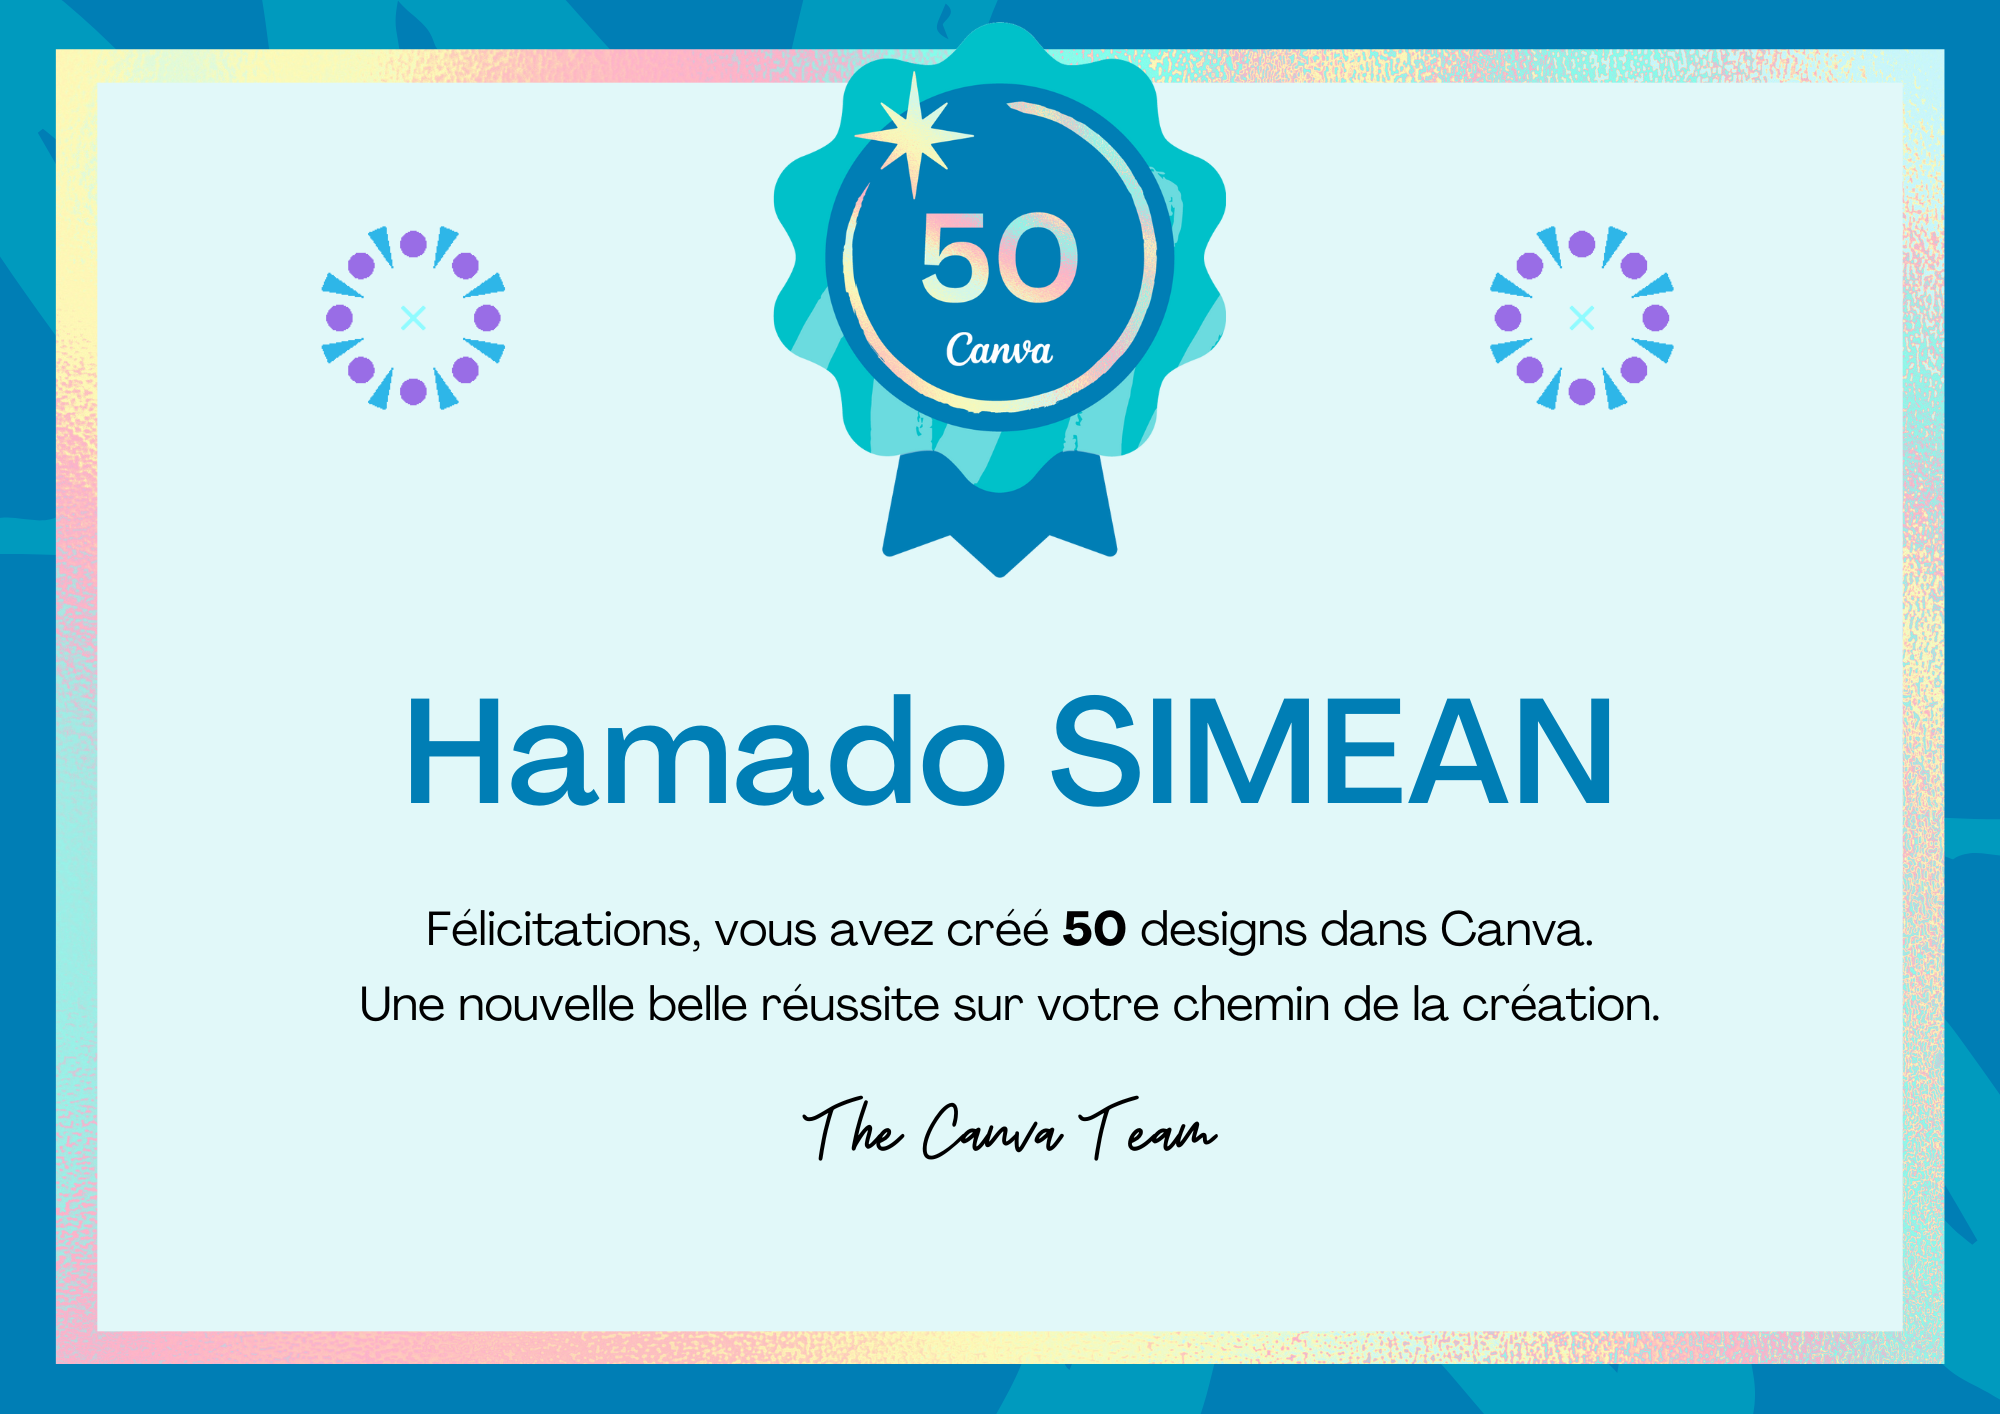 50
Canva
Hamado SIMEAN
Félicitations, vous avez créé 50 designs dans Canva.
Une nouvelle belle réussite sur votre chemin de la création.
The Canva Team